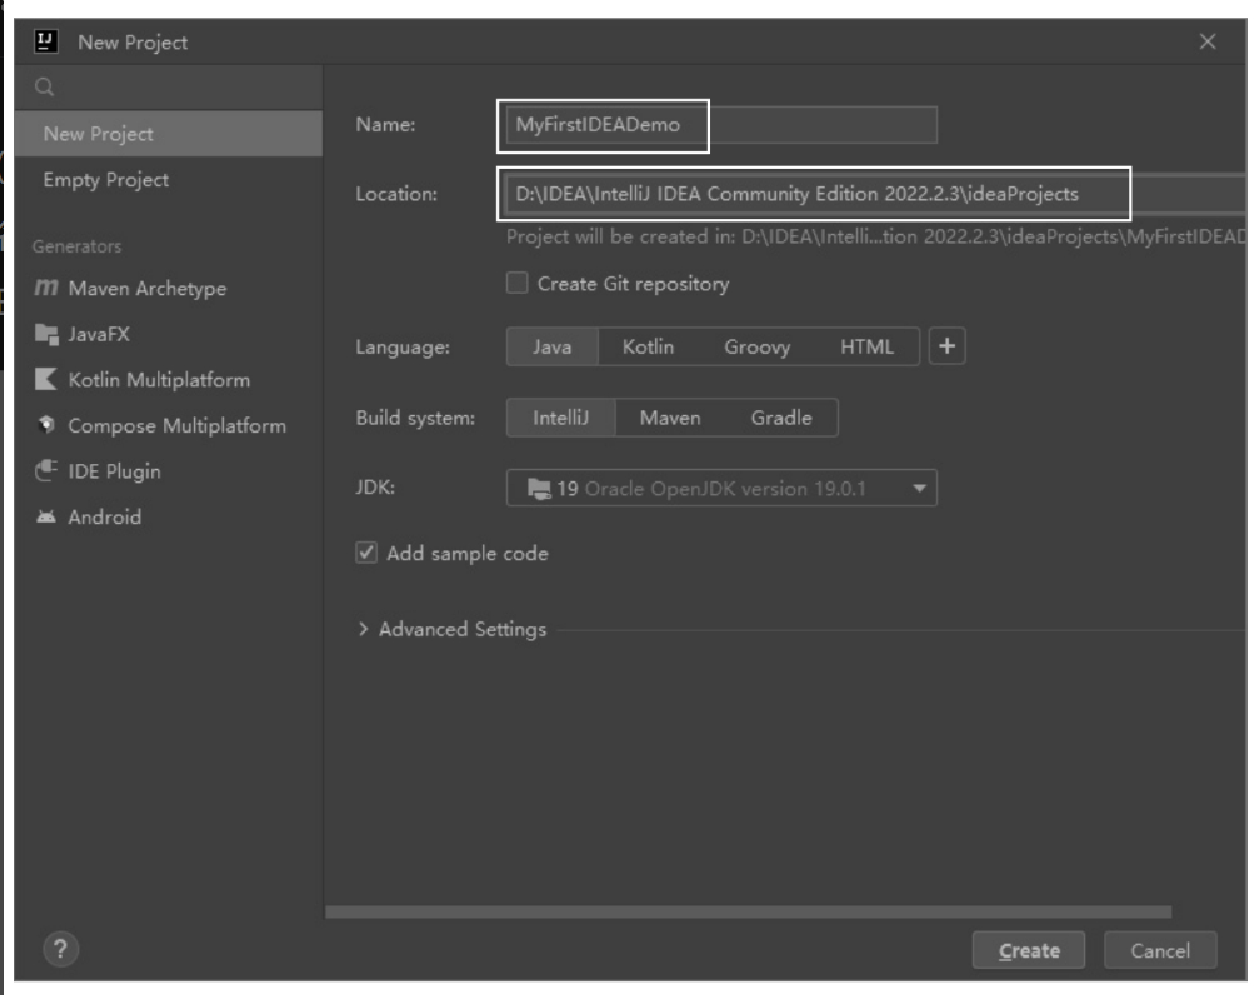 New Project
New Project
Empty Project
Generators
Maven Archetype
JavaFX
Kotlin Multiplatform
Compose Multiplatform
IDE Plugin
Android
Name: MyFirstIDEADemo
Location: D:\IDEA\IntelliJ IDEA Community Edition 2022.2.3\ideaProjects
Project will be created in: D:\IDEA\Intelli...tion 2022.2.3\ideaProjects\MyFirstIDEAD
Create Git repository
Language: Java Kotlin Groovy HTML +
Build system: IntelliJ Maven Gradle
JDK: 19 Oracle OpenJDK version 19.0.1
Add sample code
Advanced Settings
? Create Cancel